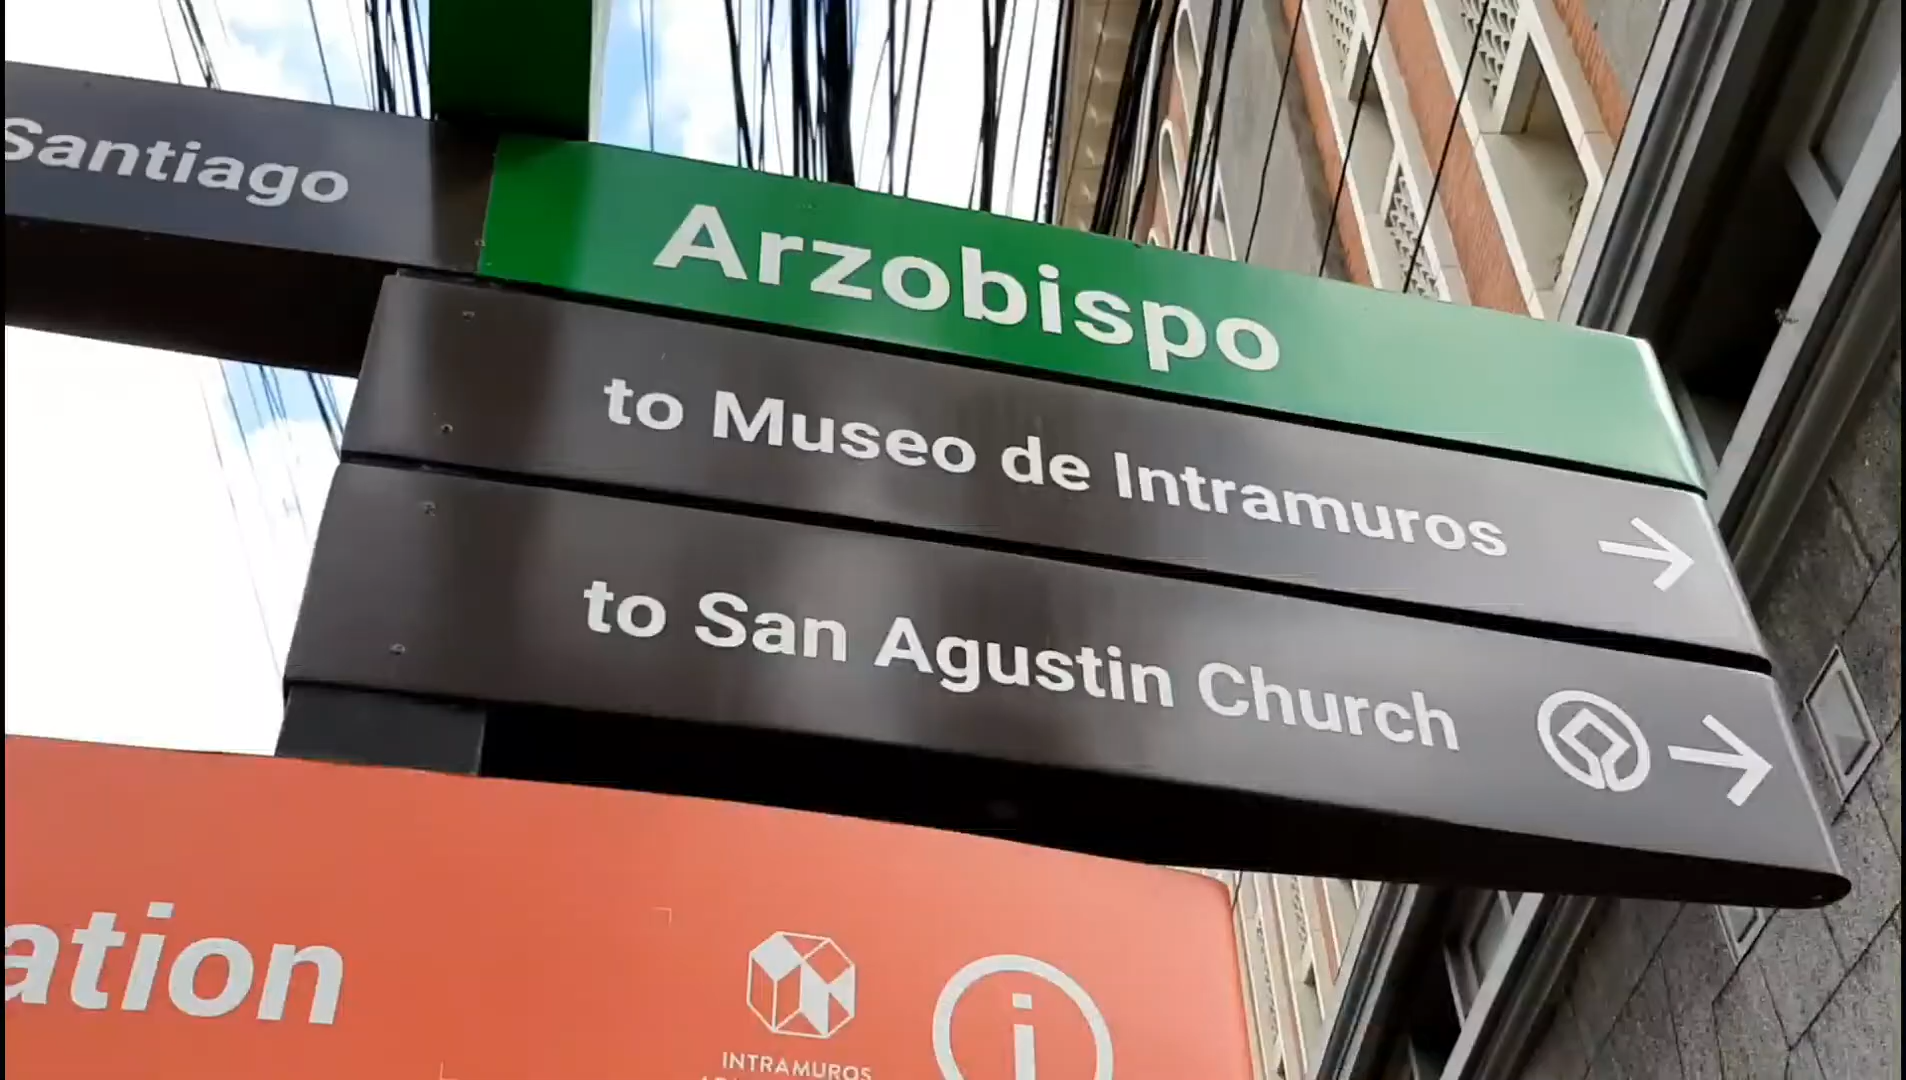 Santiago
Arzobispo
to Museo de Intramuros
to San Agustin Church
ation
INTRAMUROS